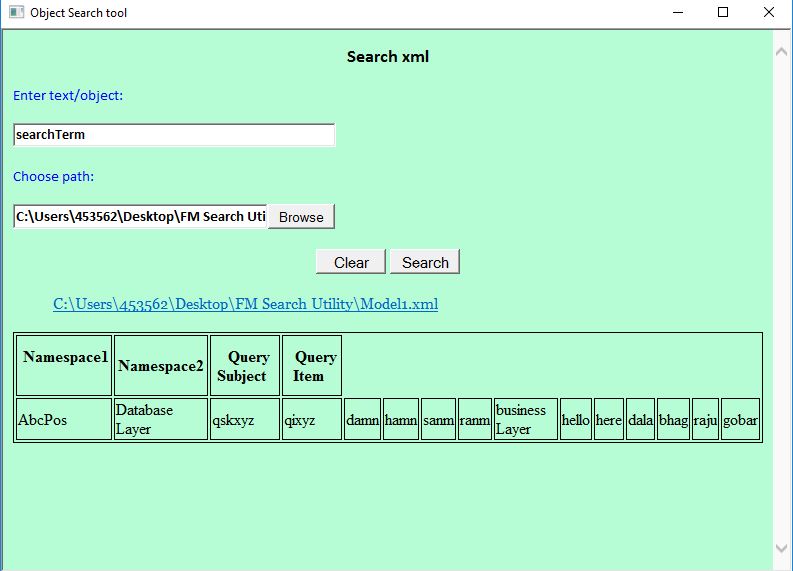 Object Search tool
Search xml
Enter text/object:
searchTerm
Choose path:
C:\Users\453562\Desktop\FM Search Uti Browse
Clear Search
C:\Users\453562\Desktop\FM Search Utility\Model1.xml
Namespace1 Namespace2 Query Subject Query Item
AbcPos Database Layer qskxyz qixyz damn hamn sanm ranm business Layer hello here dala bhag raju gobar